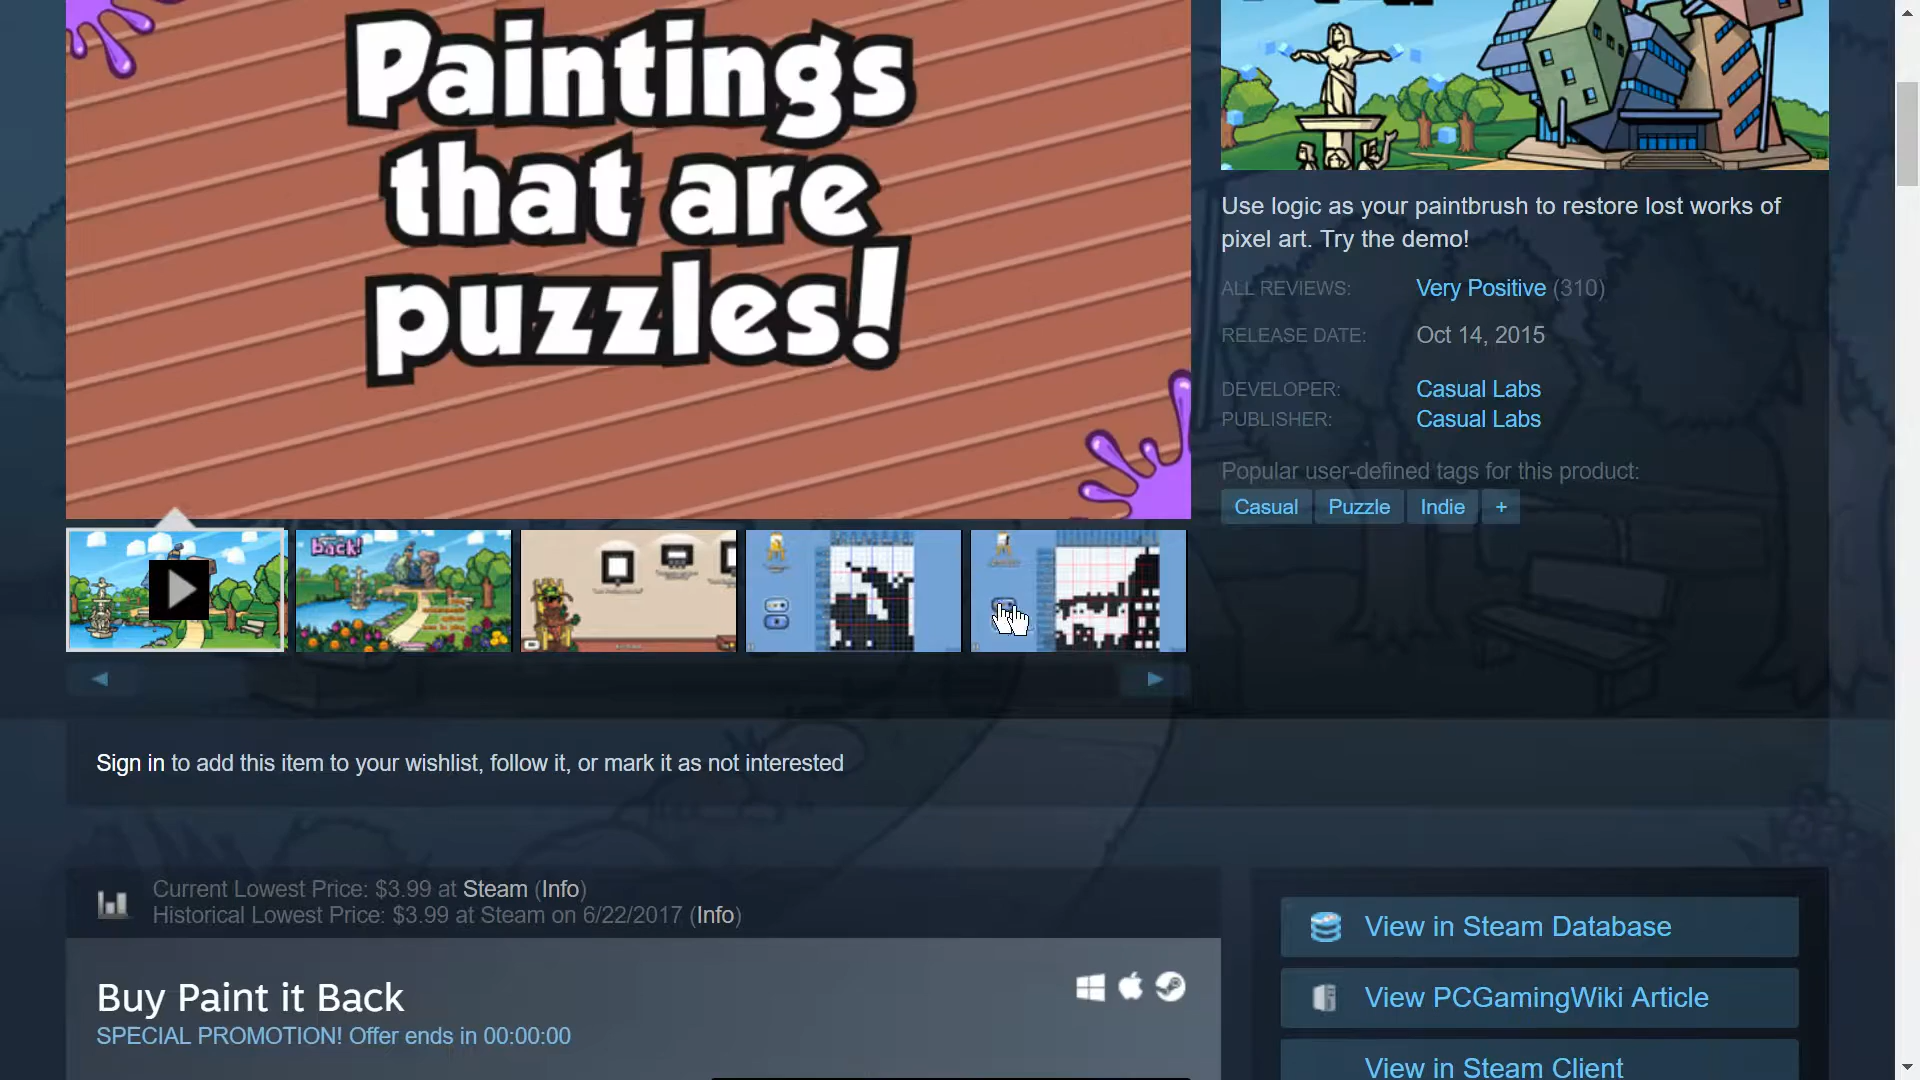 Paintings
that are
puzzles!
Use logic as your paintbrush to restore lost works of
pixel art. Try the demo!
ALL REVIEWS: Very Positive (310)
RELEASE DATE: Oct 14, 2015
DEVELOPER: Casual Labs
PUBLISHER: Casual Labs
Popular user-defined tags for this product:
Casual Puzzle Indie +
back!
Sign in to add this item to your wishlist, follow it, or mark it as not interested
Current Lowest Price: $3.99 at Steam (Info)
Historical Lowest Price: $3.99 at Steam on 6/22/2017 (Info)
View in Steam Database
Buy Paint it Back
View PCGamingWiki Article
SPECIAL PROMOTION! Offer ends in 00:00:00
View in Steam Client